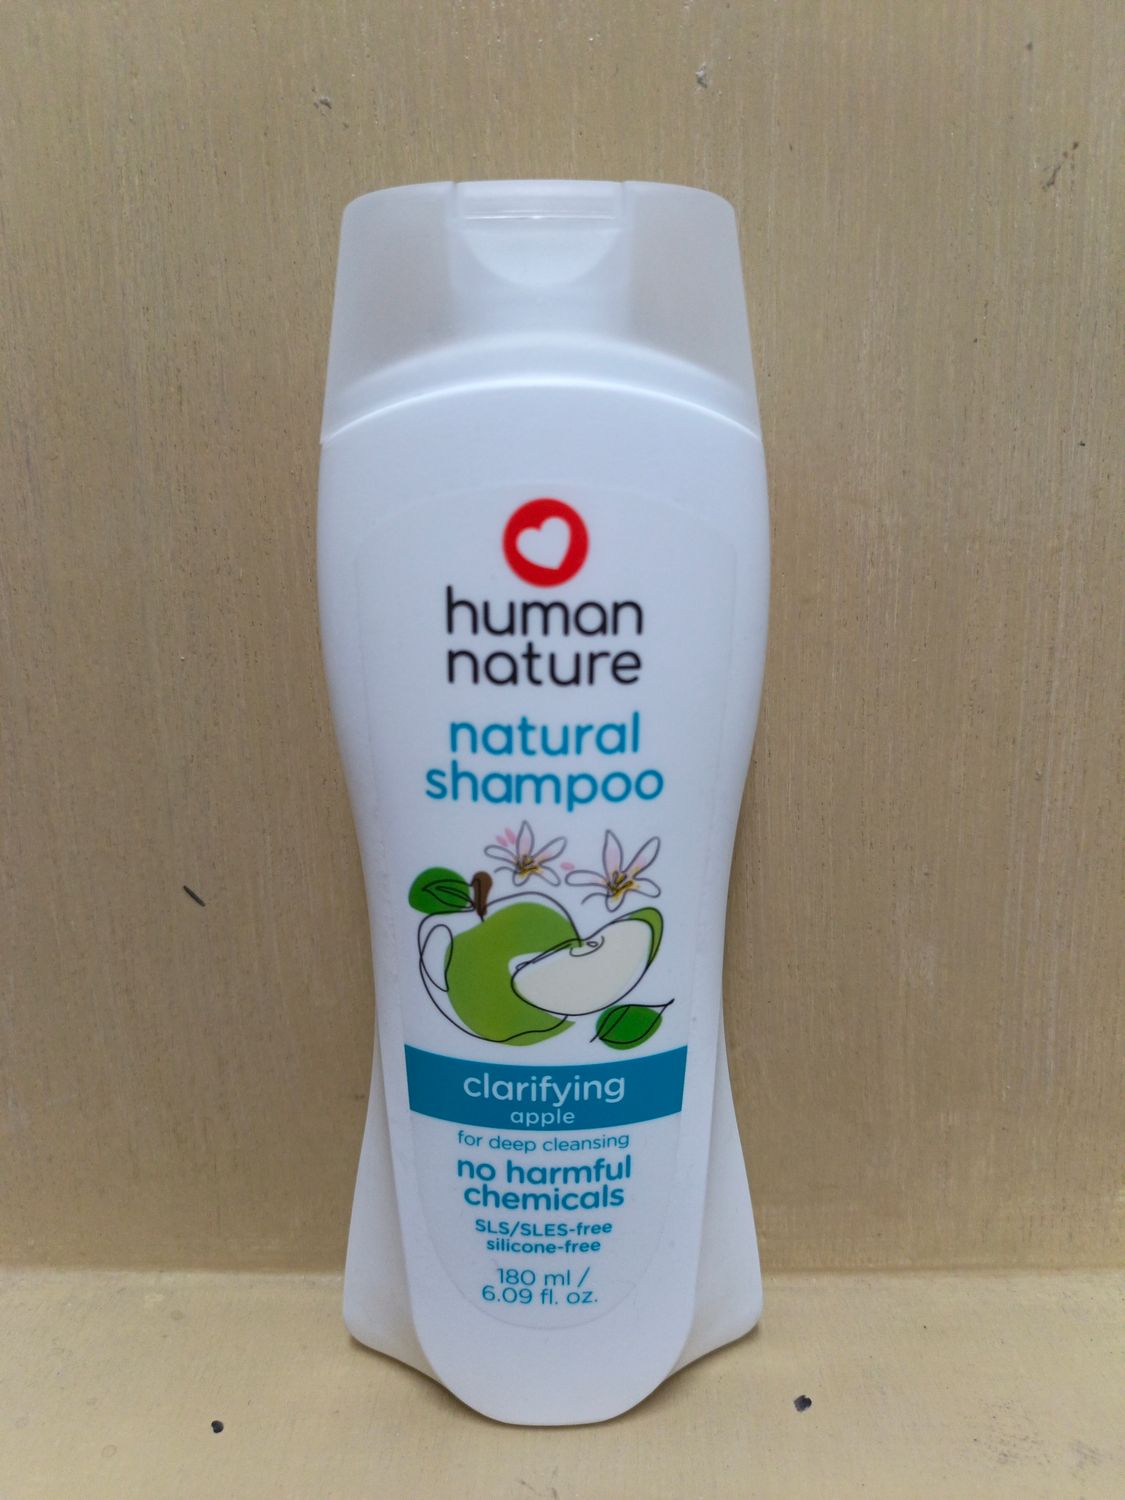 human
nature
natural
shampoo
clarifying
apple
for deep cleansing
no harmful
chemicals
SLS/SLES-free
silicone-free
180 ml /
6.09 fl. oz.